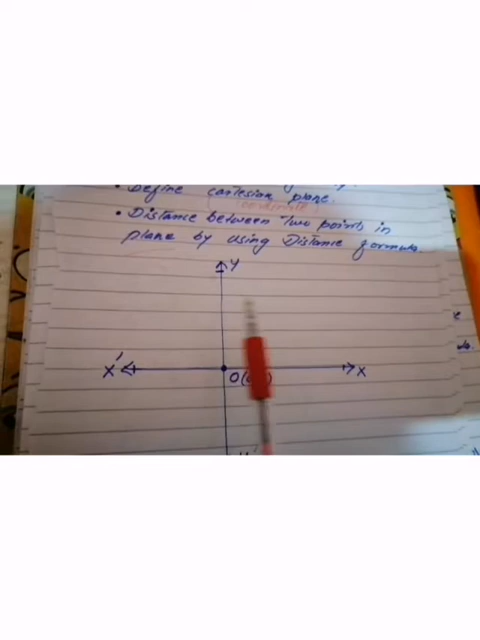 • Define cartesian plane.
• Distance between two points in
plane by using Distance formula.
Y
X'
O(
X